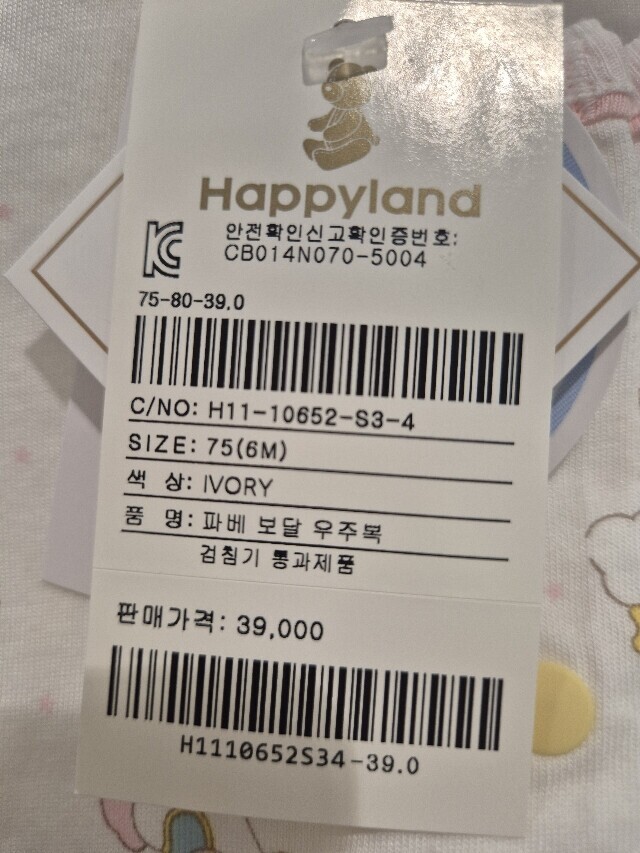 Happyland
안전확인신고확인증번호:
CB014N070-5004
75-80-39.0
C/NO: H11-10652-S3-4
SIZE: 75(6M)
색 상: IVORY
품 명: 파베 보달 우주복
검침기 통과제품
판매가격: 39,000
H1110652S34-39.0